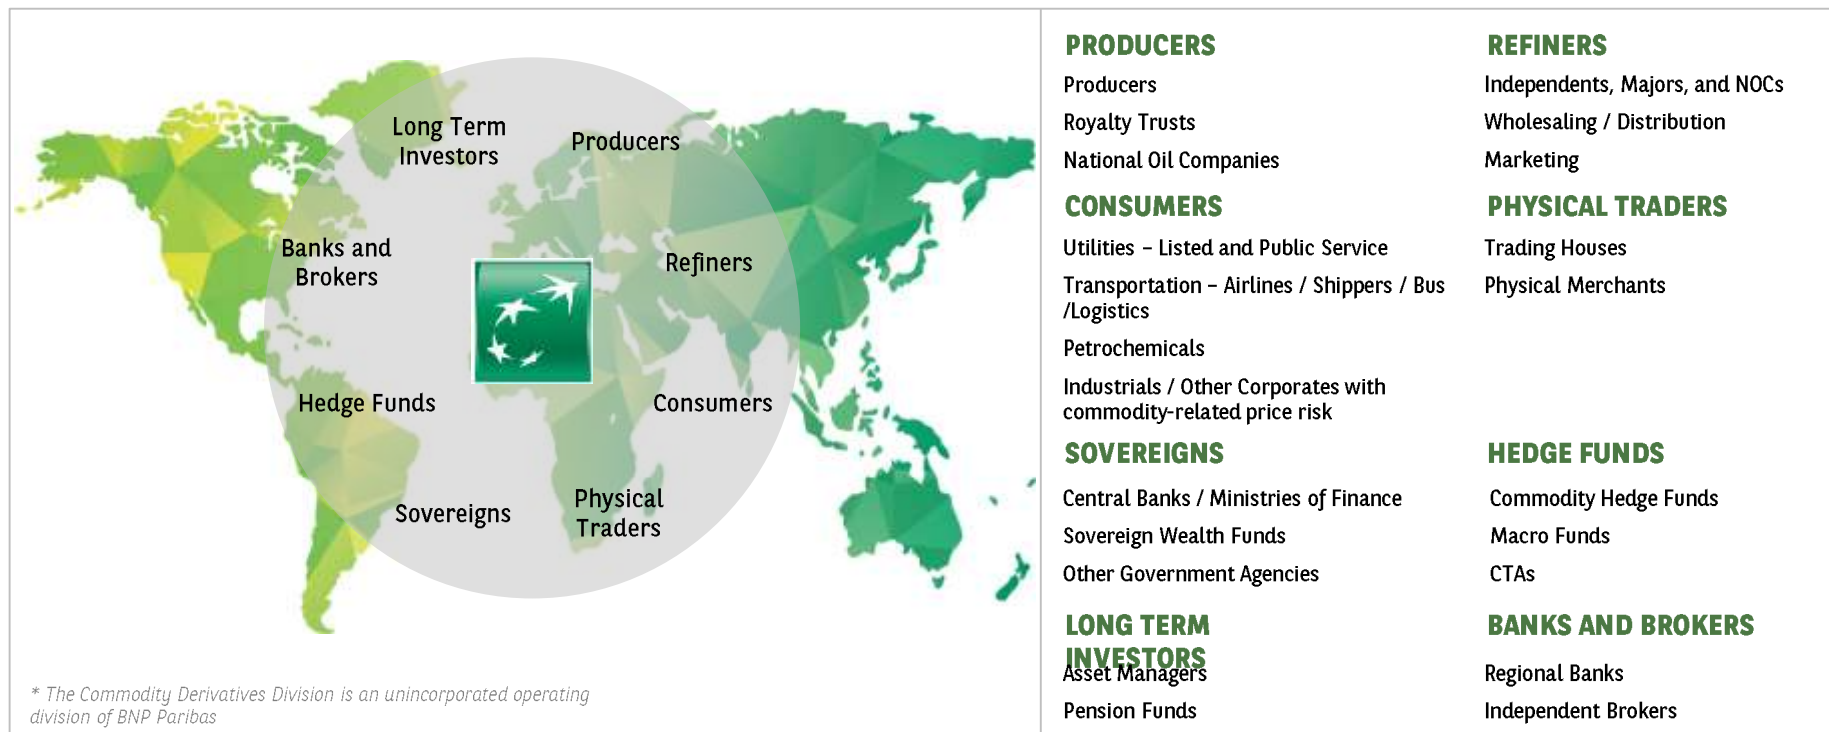 Long Term
Investors
Producers
Banks and
Brokers
Refiners
Hedge Funds
Consumers
Sovereigns
Physical
Traders
* The Commodity Derivatives Division is an unincorporated operating
division of BNP Paribas
PRODUCERS
Producers
Royalty Trusts
National Oil Companies
REFINERS
Independents, Majors, and NOCs
Wholesaling / Distribution
Marketing
CONSUMERS
Utilities – Listed and Public Service
Transportation – Airlines / Shippers / Bus
/Logistics
Petrochemicals
Industrials / Other Corporates with
commodity-related price risk
PHYSICAL TRADERS
Trading Houses
Physical Merchants
SOVEREIGNS
Central Banks / Ministries of Finance
Sovereign Wealth Funds
Other Government Agencies
HEDGE FUNDS
Commodity Hedge Funds
Macro Funds
CTAs
LONG TERM
INVESTORS
Asset Managers
Pension Funds
BANKS AND BROKERS
Regional Banks
Independent Brokers